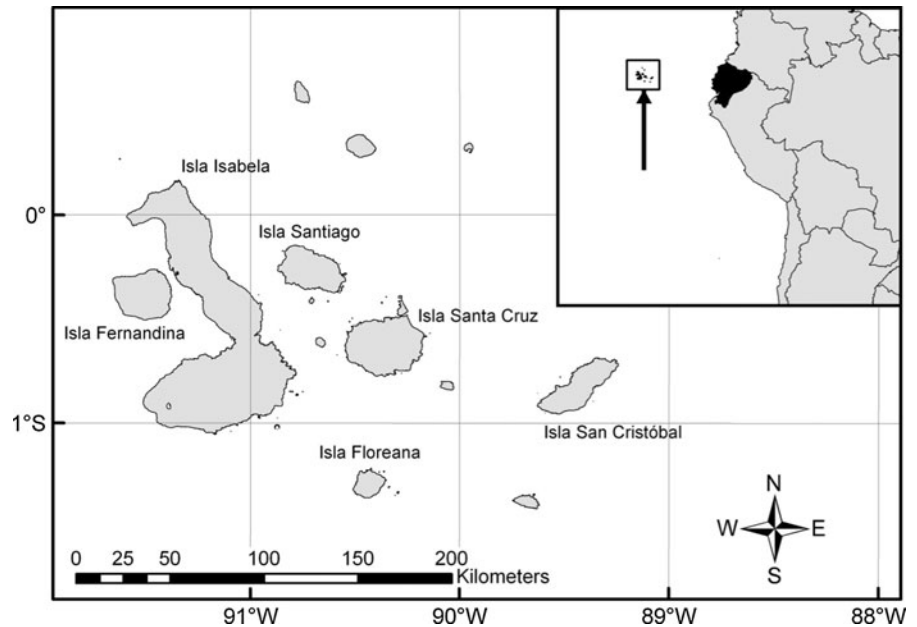 Isla Isabela
0°
Isla Santiago
Isla Fernandina
Isla Santa Cruz
1°S
Isla San Cristóbal
Isla Floreana
N
W E
S
0 25 50 100 150 200
Kilometers
91°W 90°W 89°W 88°W